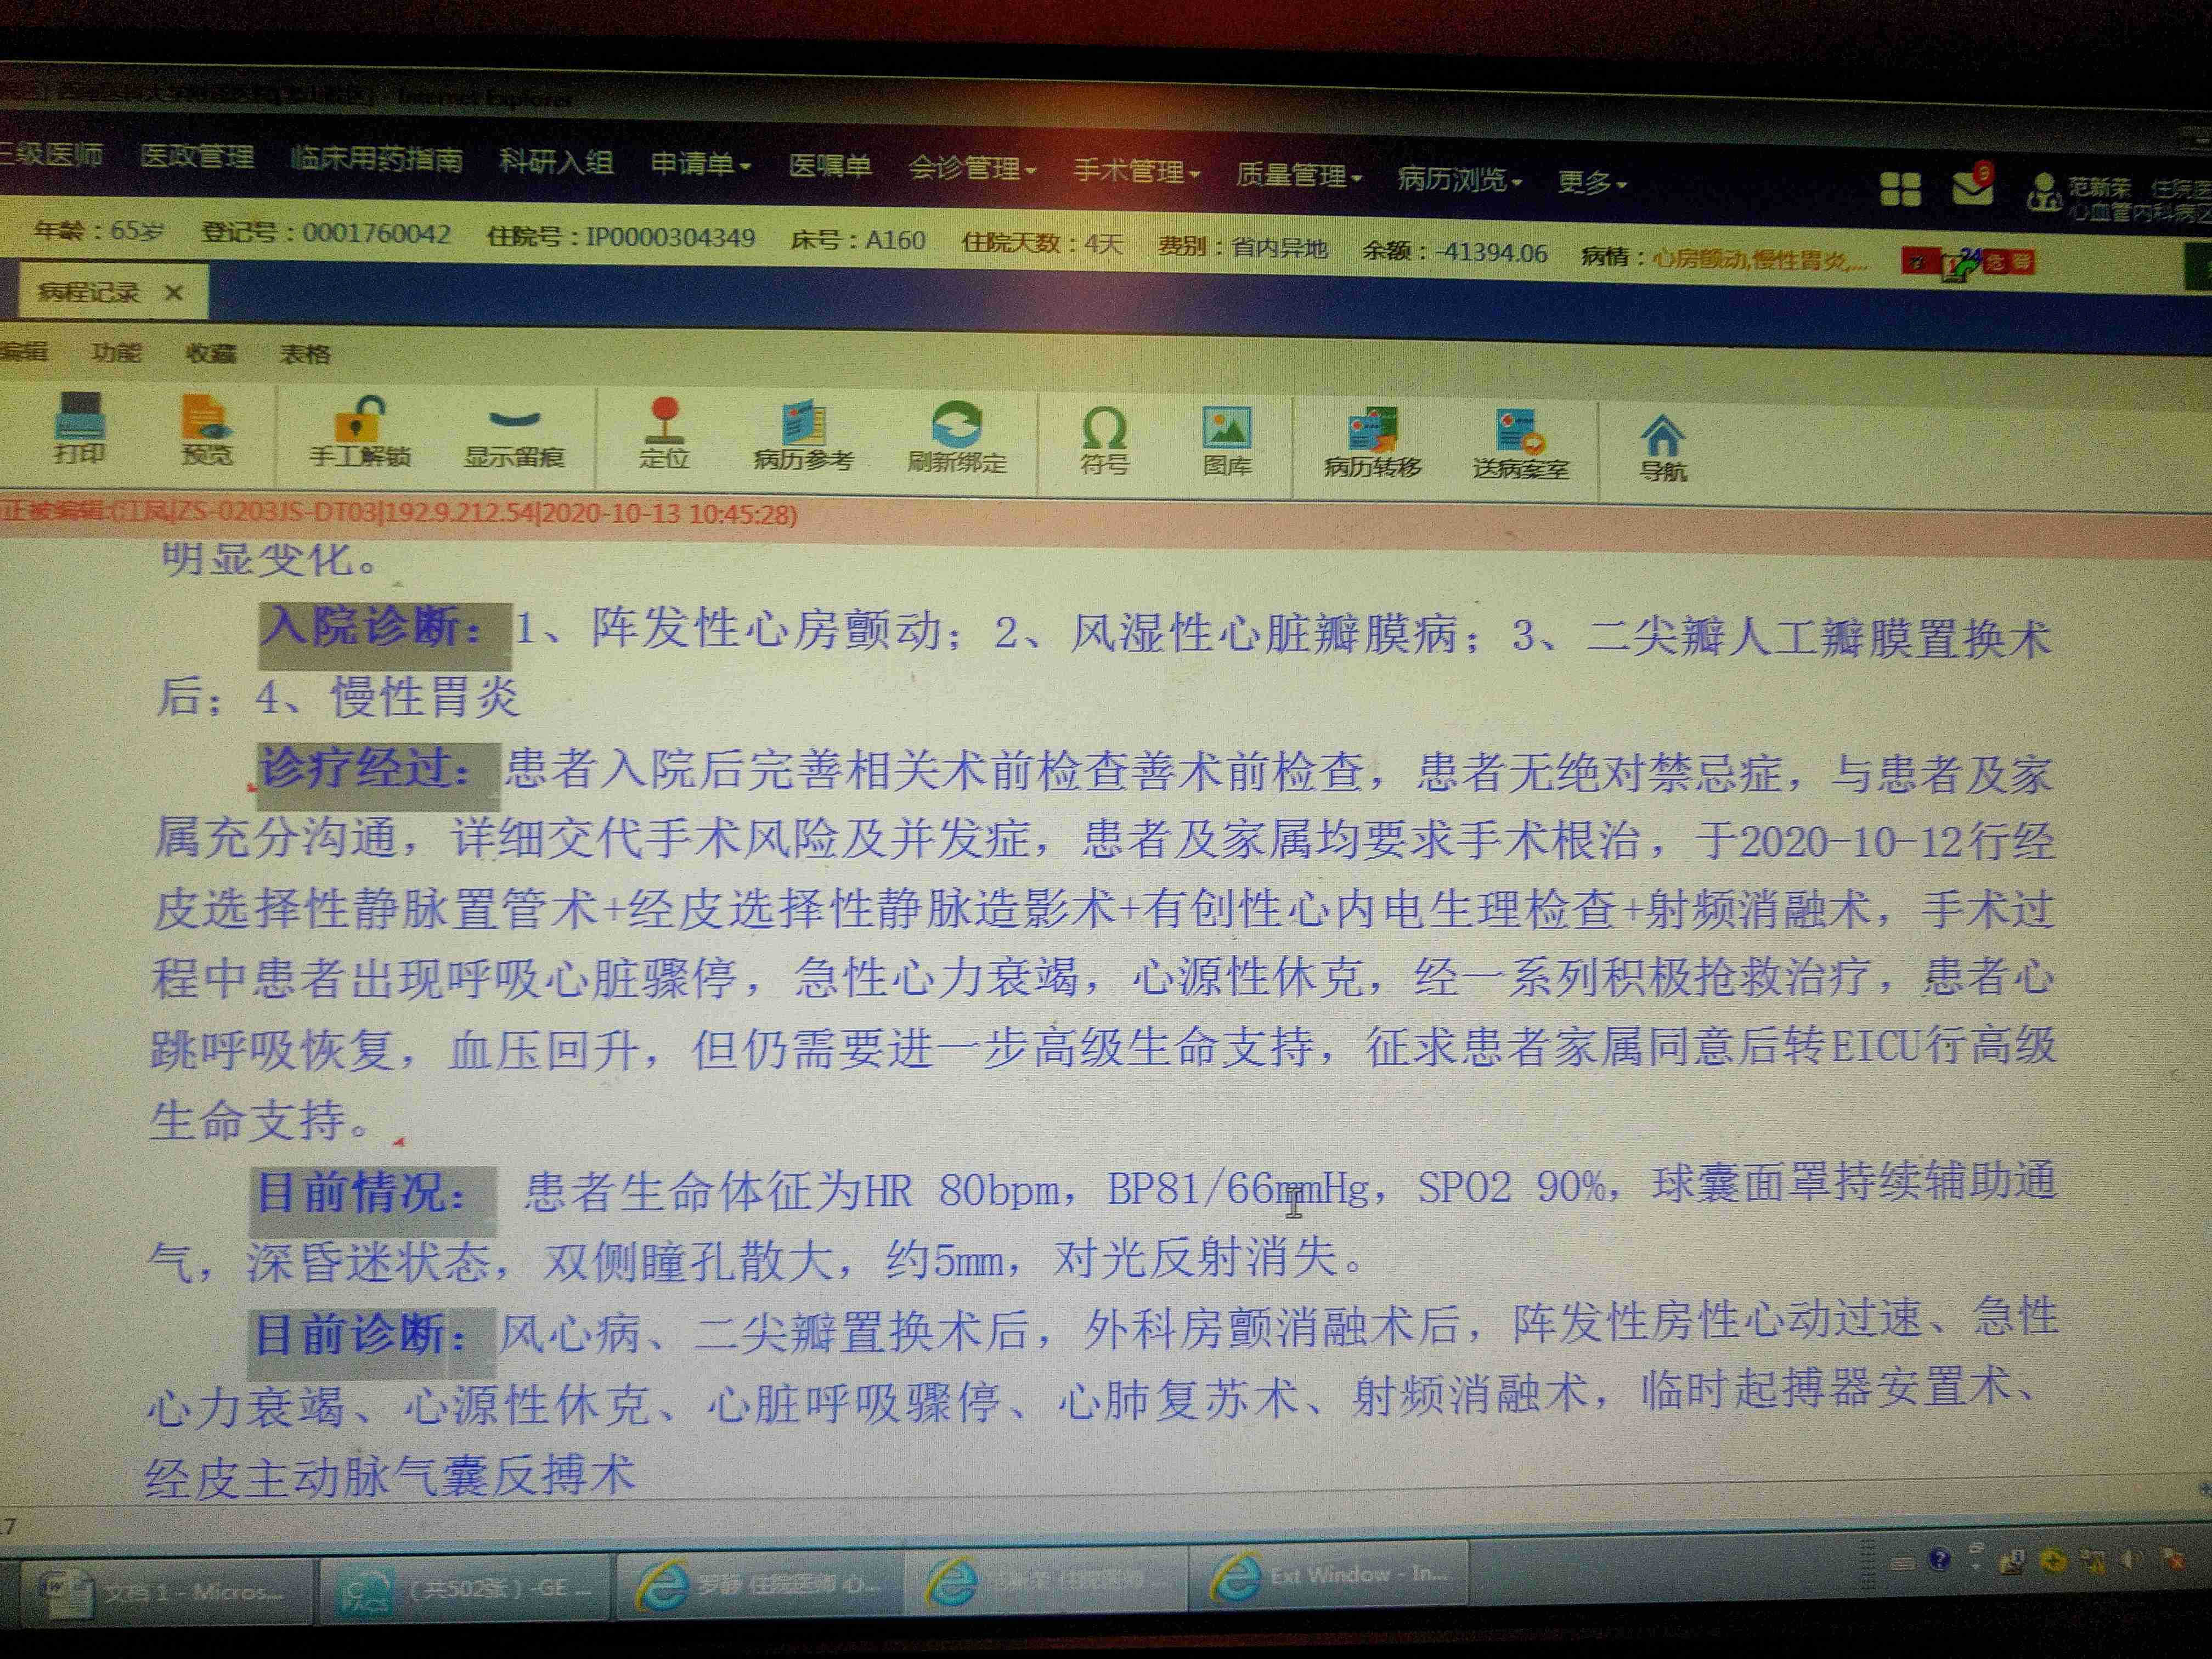 Internet Explorer
三级医师 医政管理 临床用药指南 科研入组 申请单 医嘱单 会诊管理 手术管理 质量管理 病历浏览 更多 9 范新荣 住院医
心血管内科病
年龄：65岁 登记号：0001760042 住院号：IP0000304349 床号：A160 住院天数：4天 费别：省内异地 余额：-41394.06 病情：心房颤动,慢性胃炎,...
病程记录 ×
编辑 功能 收藏 表格
打印 预览 手工解锁 显示留痕 定位 病历参考 刷新绑定 符号 图库 病历转移 送病案室 导航
正被编辑:(江凤|ZS-0203JS-DT03|192.9.212.54|2020-10-13 10:45:28)
明显变化。
入院诊断：1、阵发性心房颤动；2、风湿性心脏瓣膜病；3、二尖瓣人工瓣膜置换术
后；4、慢性胃炎
诊疗经过：患者入院后完善相关术前检查善术前检查，患者无绝对禁忌症，与患者及家
属充分沟通，详细交代手术风险及并发症，患者及家属均要求手术根治，于2020-10-12行经
皮选择性静脉置管术+经皮选择性静脉造影术+有创性心内电生理检查+射频消融术，手术过
程中患者出现呼吸心脏骤停，急性心力衰竭，心源性休克，经一系列积极抢救治疗，患者心
跳呼吸恢复，血压回升，但仍需要进一步高级生命支持，征求患者家属同意后转EICU行高级
生命支持。
目前情况： 患者生命体征为HR 80bpm，BP81/66mmHg，SPO2 90%，球囊面罩持续辅助通
气，深昏迷状态，双侧瞳孔散大，约5mm，对光反射消失。
目前诊断：风心病、二尖瓣置换术后，外科房颤消融术后，阵发性房性心动过速、急性
心力衰竭、心源性休克、心脏呼吸骤停、心肺复苏术、射频消融术，临时起搏器安置术、
经皮主动脉气囊反搏术
17
文档 1 - Micros... （共502张）-GE ... 罗静 住院医师 心... 范新荣 住院医师 ... Ext Window - In...